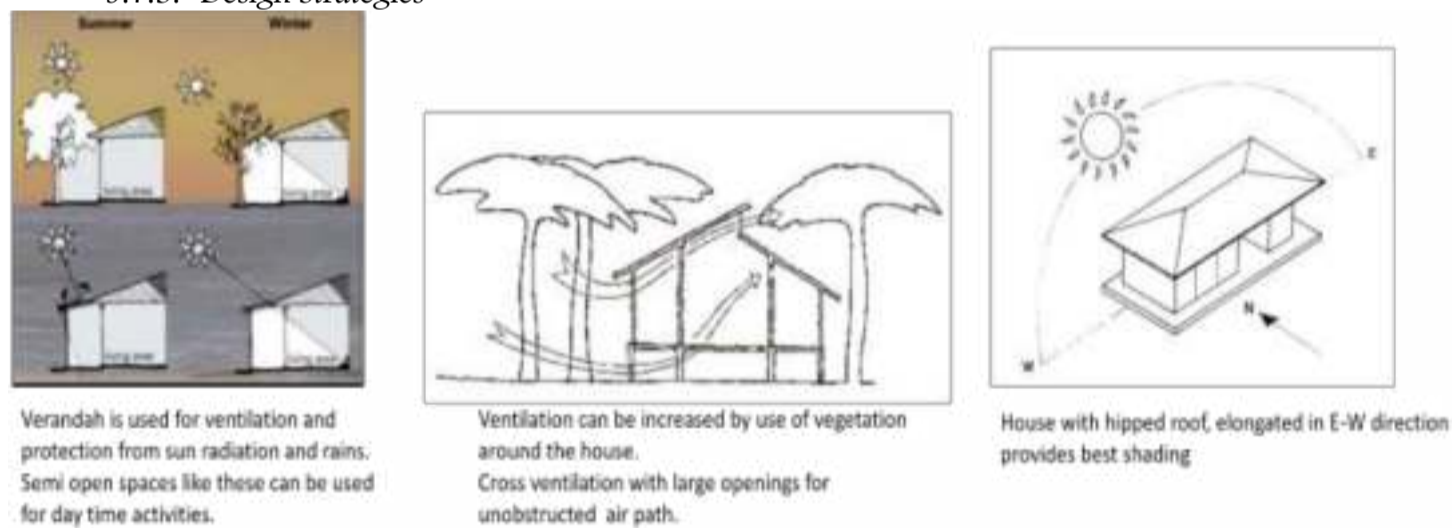 Design Strategies
Summer
Winter
living area
living area
living area
living area
E
N
W
Verandah is used for ventilation and
protection from sun radiation and rains.
Semi open spaces like these can be used
for day time activities.
Ventilation can be increased by use of vegetation
around the house.
Cross ventilation with large openings for
unobstructed air path.
House with hipped roof, elongated in E-W direction
provides best shading